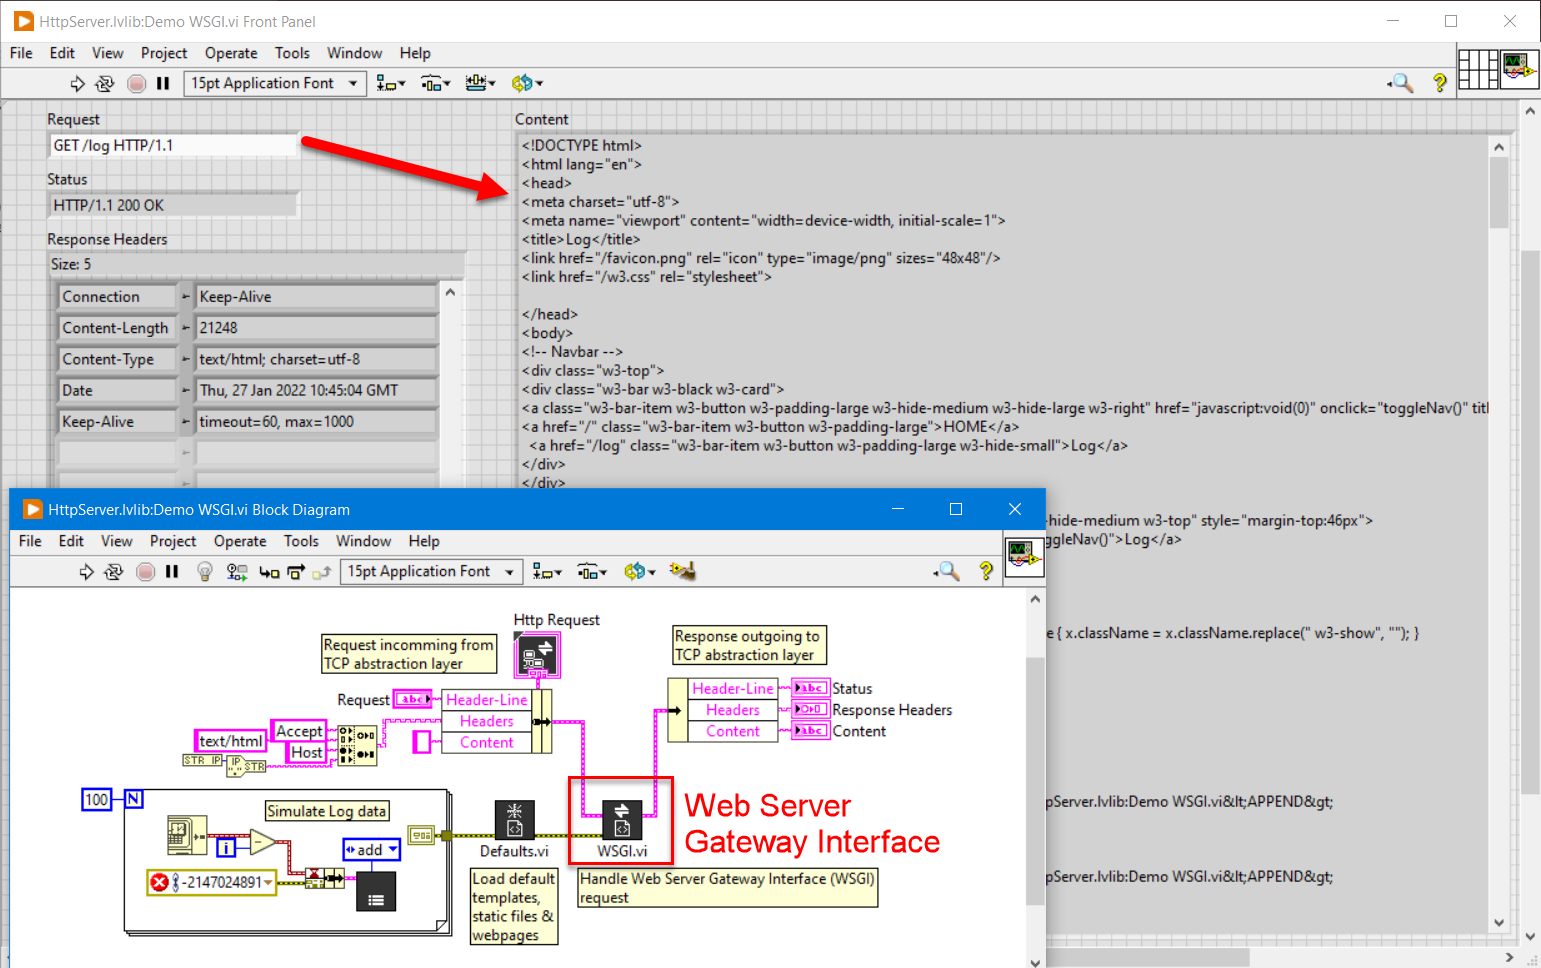 HttpServer.lvlib:Demo WSGI.vi Front Panel
File Edit View Project Operate Tools Window Help
15pt Application Font
Request
GET /log HTTP/1.1
Status
HTTP/1.1 200 OK
Response Headers
Size: 5
Connection Keep-Alive
Content-Length 21248
Content-Type text/html; charset=utf-8
Date Thu, 27 Jan 2022 10:45:04 GMT
Keep-Alive timeout=60, max=1000
Content
<!DOCTYPE html>
<html lang="en">
<head>
<meta charset="utf-8">
<meta name="viewport" content="width=device-width, initial-scale=1">
<title>Log</title>
<link href="/favicon.png" rel="icon" type="image/png" sizes="48x48"/>
<link href="/w3.css" rel="stylesheet">
</head>
<body>
<!-- Navbar -->
<div class="w3-top">
<div class="w3-bar w3-black w3-card">
<a class="w3-bar-item w3-button w3-padding-large w3-hide-medium w3-hide-large w3-right" href="javascript:void(0)" onclick="toggleNav()" titl
<a href="/" class="w3-bar-item w3-button w3-padding-large">HOME</a>
<a href="/log" class="w3-bar-item w3-button w3-padding-large w3-hide-small">Log</a>
</div>
</div>
-hide-medium w3-top" style="margin-top:46px">
ggleNav()">Log</a>
e { x.className = x.className.replace(" w3-show", ""); }
pServer.lvlib:Demo WSGI.vi&lt;APPEND&gt;
pServer.lvlib:Demo WSGI.vi&lt;APPEND&gt;
HttpServer.lvlib:Demo WSGI.vi Block Diagram
File Edit View Project Operate Tools Window Help
15pt Application Font
Http Request
Request incomming from
TCP abstraction layer
Response outgoing to
TCP abstraction layer
Request abc Header-Line
Headers
Content
Header-Line abc Status
Headers Response Headers
Content abc Content
Accept
text/html
Host
STR IP
IP
STR
100 N
Simulate Log data
i
add
-2147024891
Defaults.vi
WSGI.vi
Web Server
Gateway Interface
Load default
templates,
static files &
webpages
Handle Web Server Gateway Interface (WSGI)
request